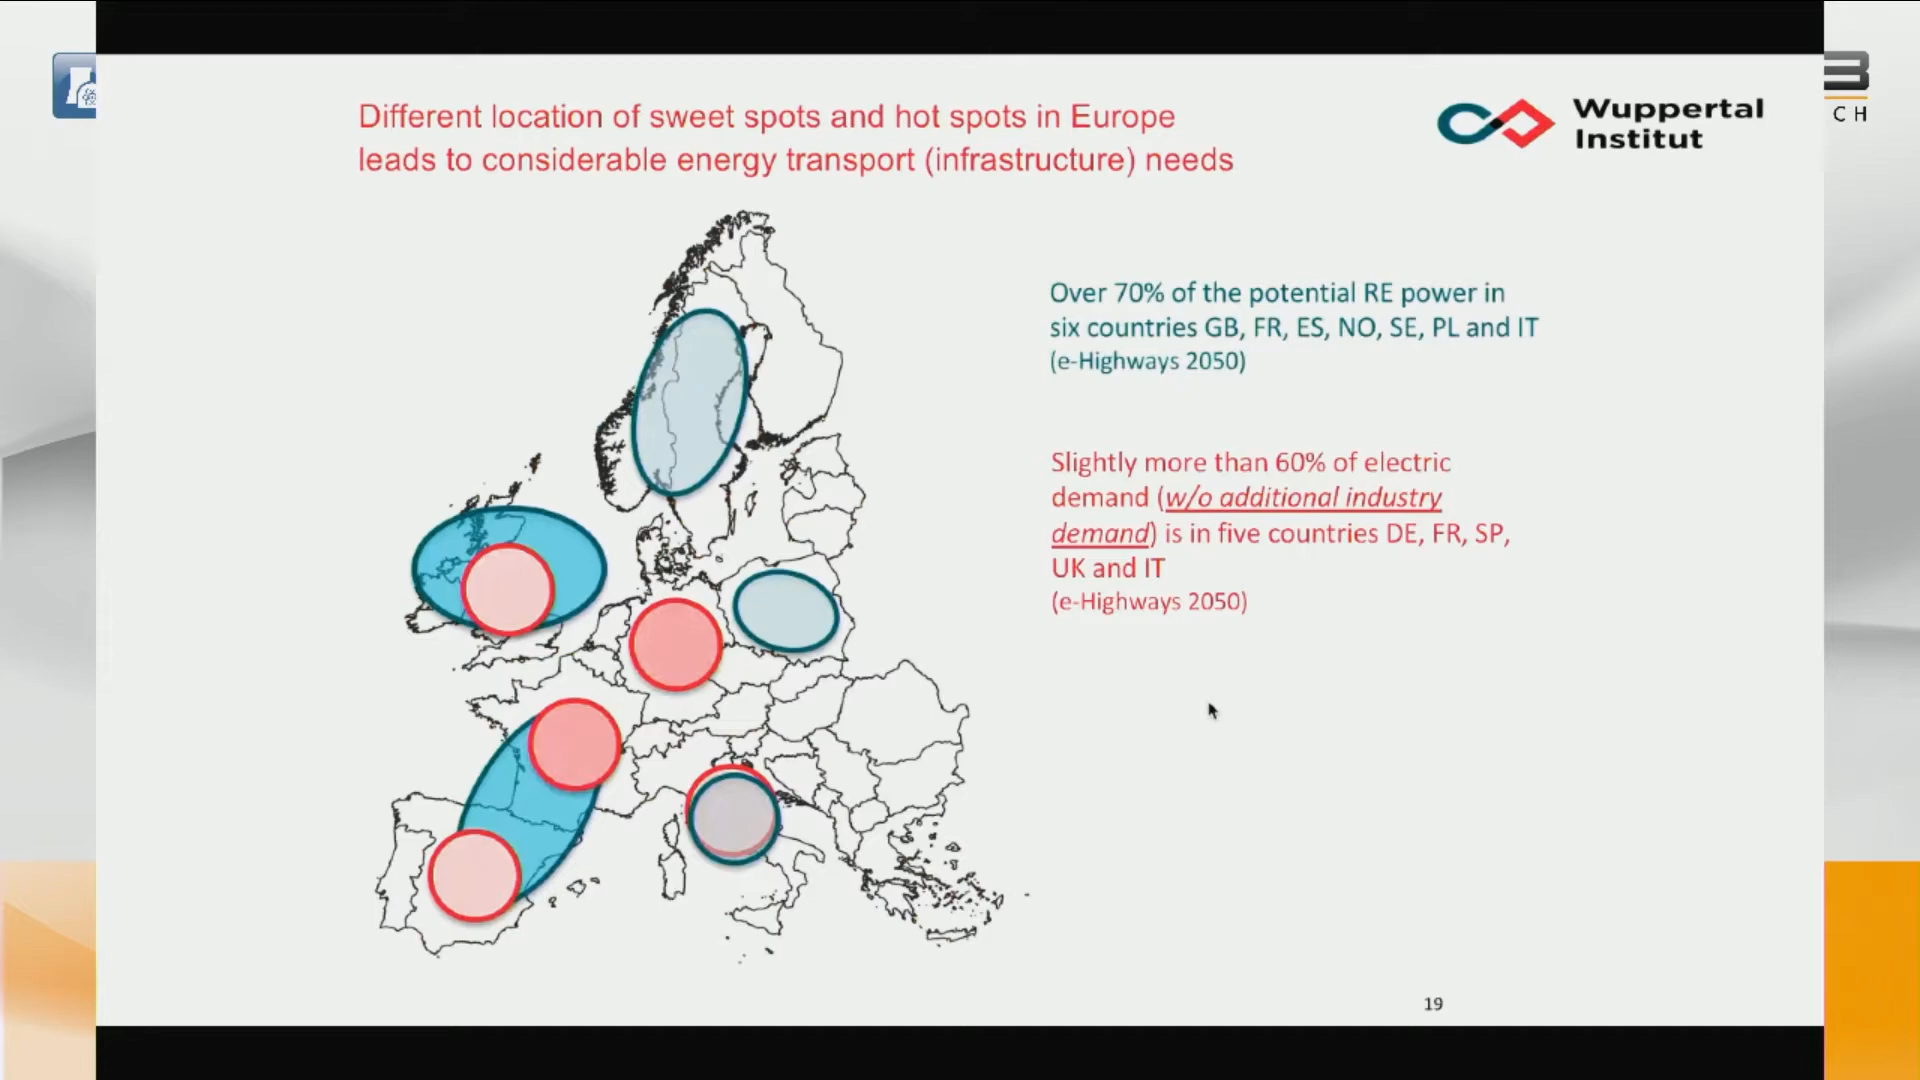 Different location of sweet spots and hot spots in Europe
leads to considerable energy transport (infrastructure) needs
Wuppertal
Institut
CH
Over 70% of the potential RE power in
six countries GB, FR, ES, NO, SE, PL and IT
(e-Highways 2050)
Slightly more than 60% of electric
demand (w/o additional industry
demand) is in five countries DE, FR, SP,
UK and IT
(e-Highways 2050)
19